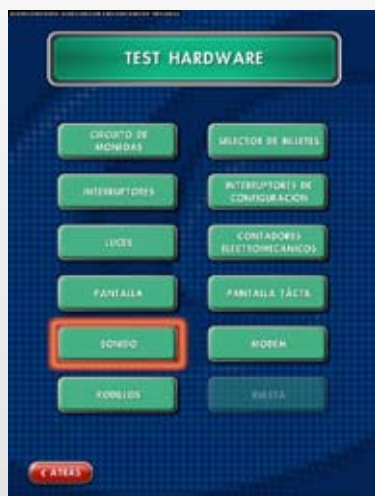 TEST HARDWARE
CIRCUITO DE
MONEDAS
SELECTOR DE BILLETES
INTERRUPTORES
INTERRUPTORES DE
CONFIGURACIÓN
LUCES
CONTADORES
ELECTROMECÁNICOS
PANTALLA
PANTALLA TÁCTIL
SONIDO
MODEM
RODILLOS
RULETA
ATRÁS